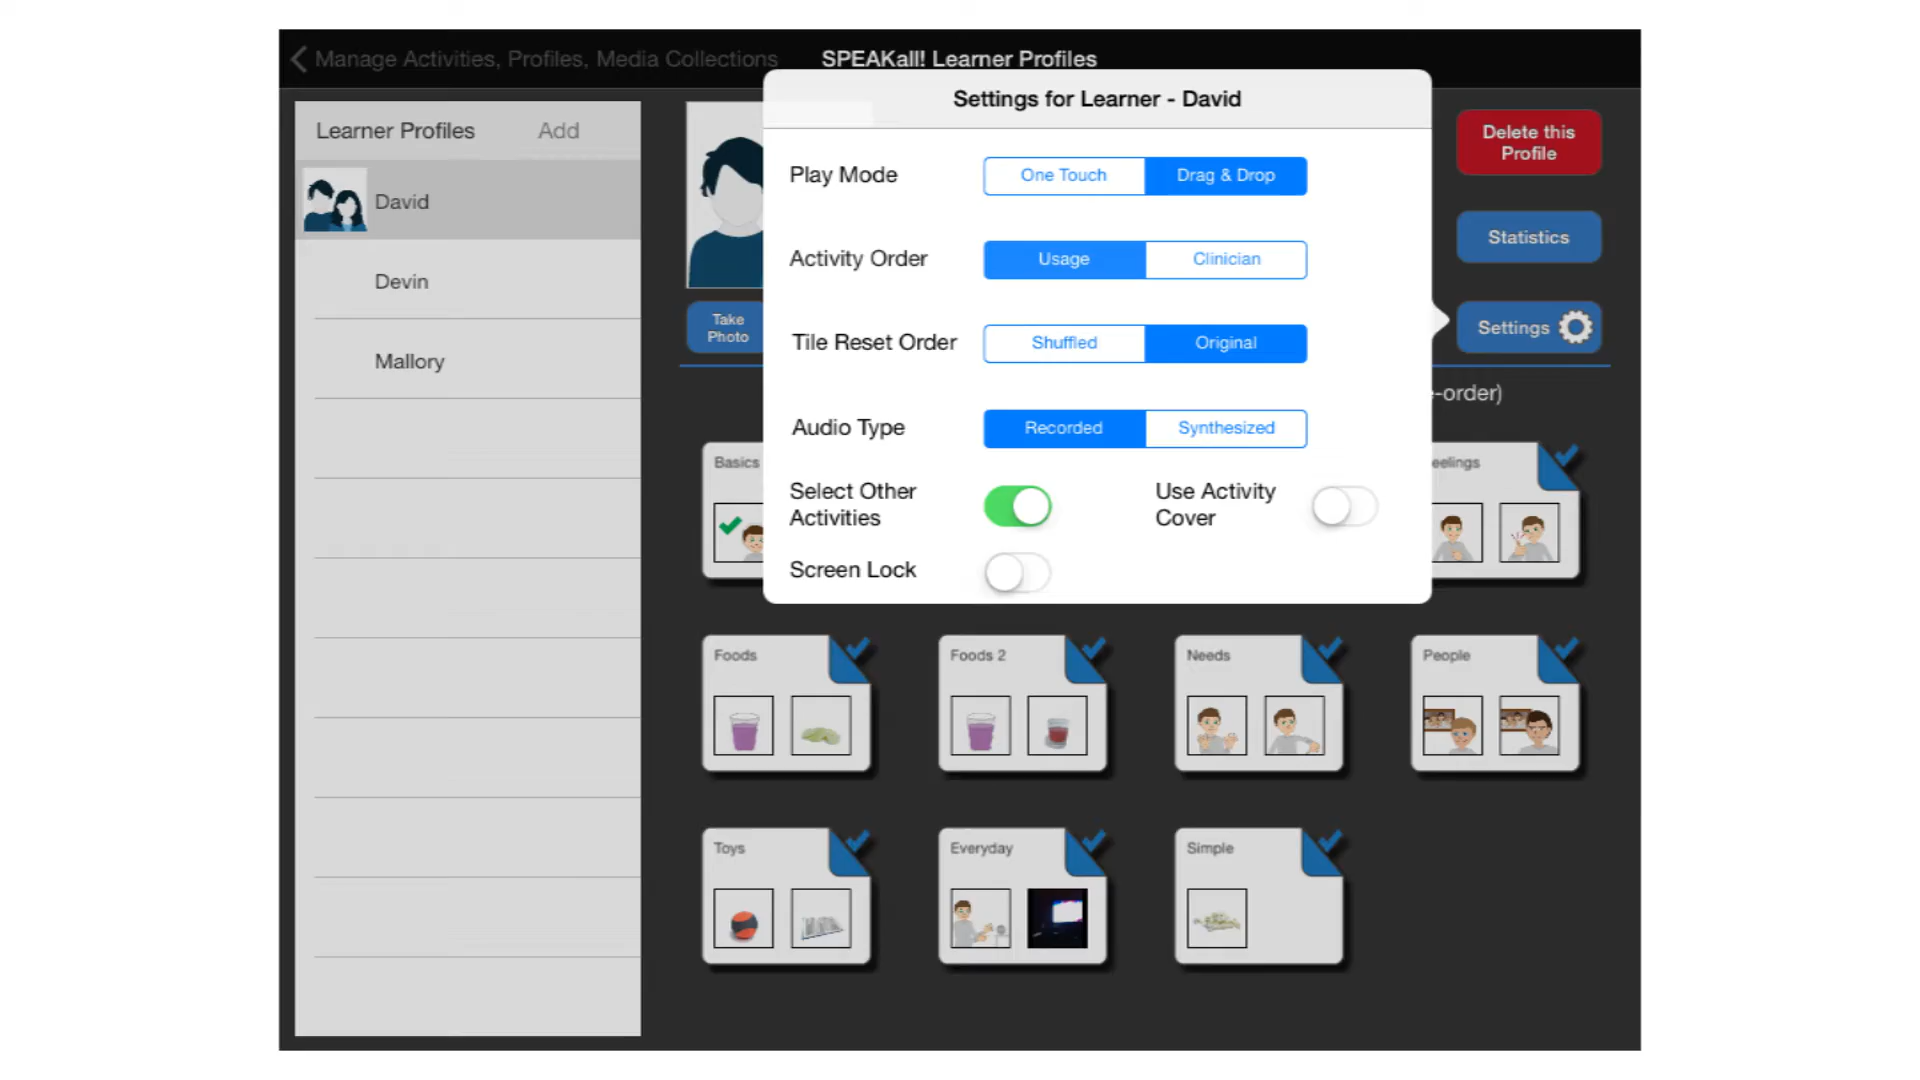 Manage Activities, Profiles, Media Collections
SPEAKall! Learner Profiles
Learner Profiles
Add
David
Devin
Mallory
Take
Photo
Settings for Learner - David
Play Mode
One Touch
Drag & Drop
Activity Order
Usage
Clinician
Tile Reset Order
Shuffled
Original
Audio Type
Recorded
Synthesized
Select Other
Activities
Use Activity
Cover
Screen Lock
Delete this
Profile
Statistics
Settings
-order)
Basics
eelings
Foods
Foods 2
Needs
People
Toys
Everyday
Simple